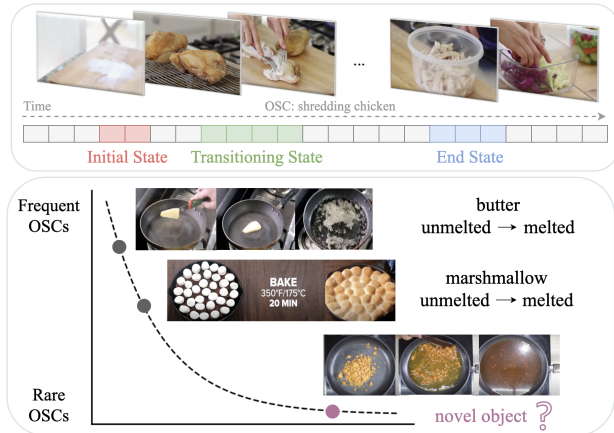 ...
Time
OSC: shredding chicken
Initial State
Transitioning State
End State
Frequent
OSCs
butter
unmelted → melted
BAKE
350°F/175°C
20 MIN
marshmallow
unmelted → melted
Rare
OSCs
novel object ?